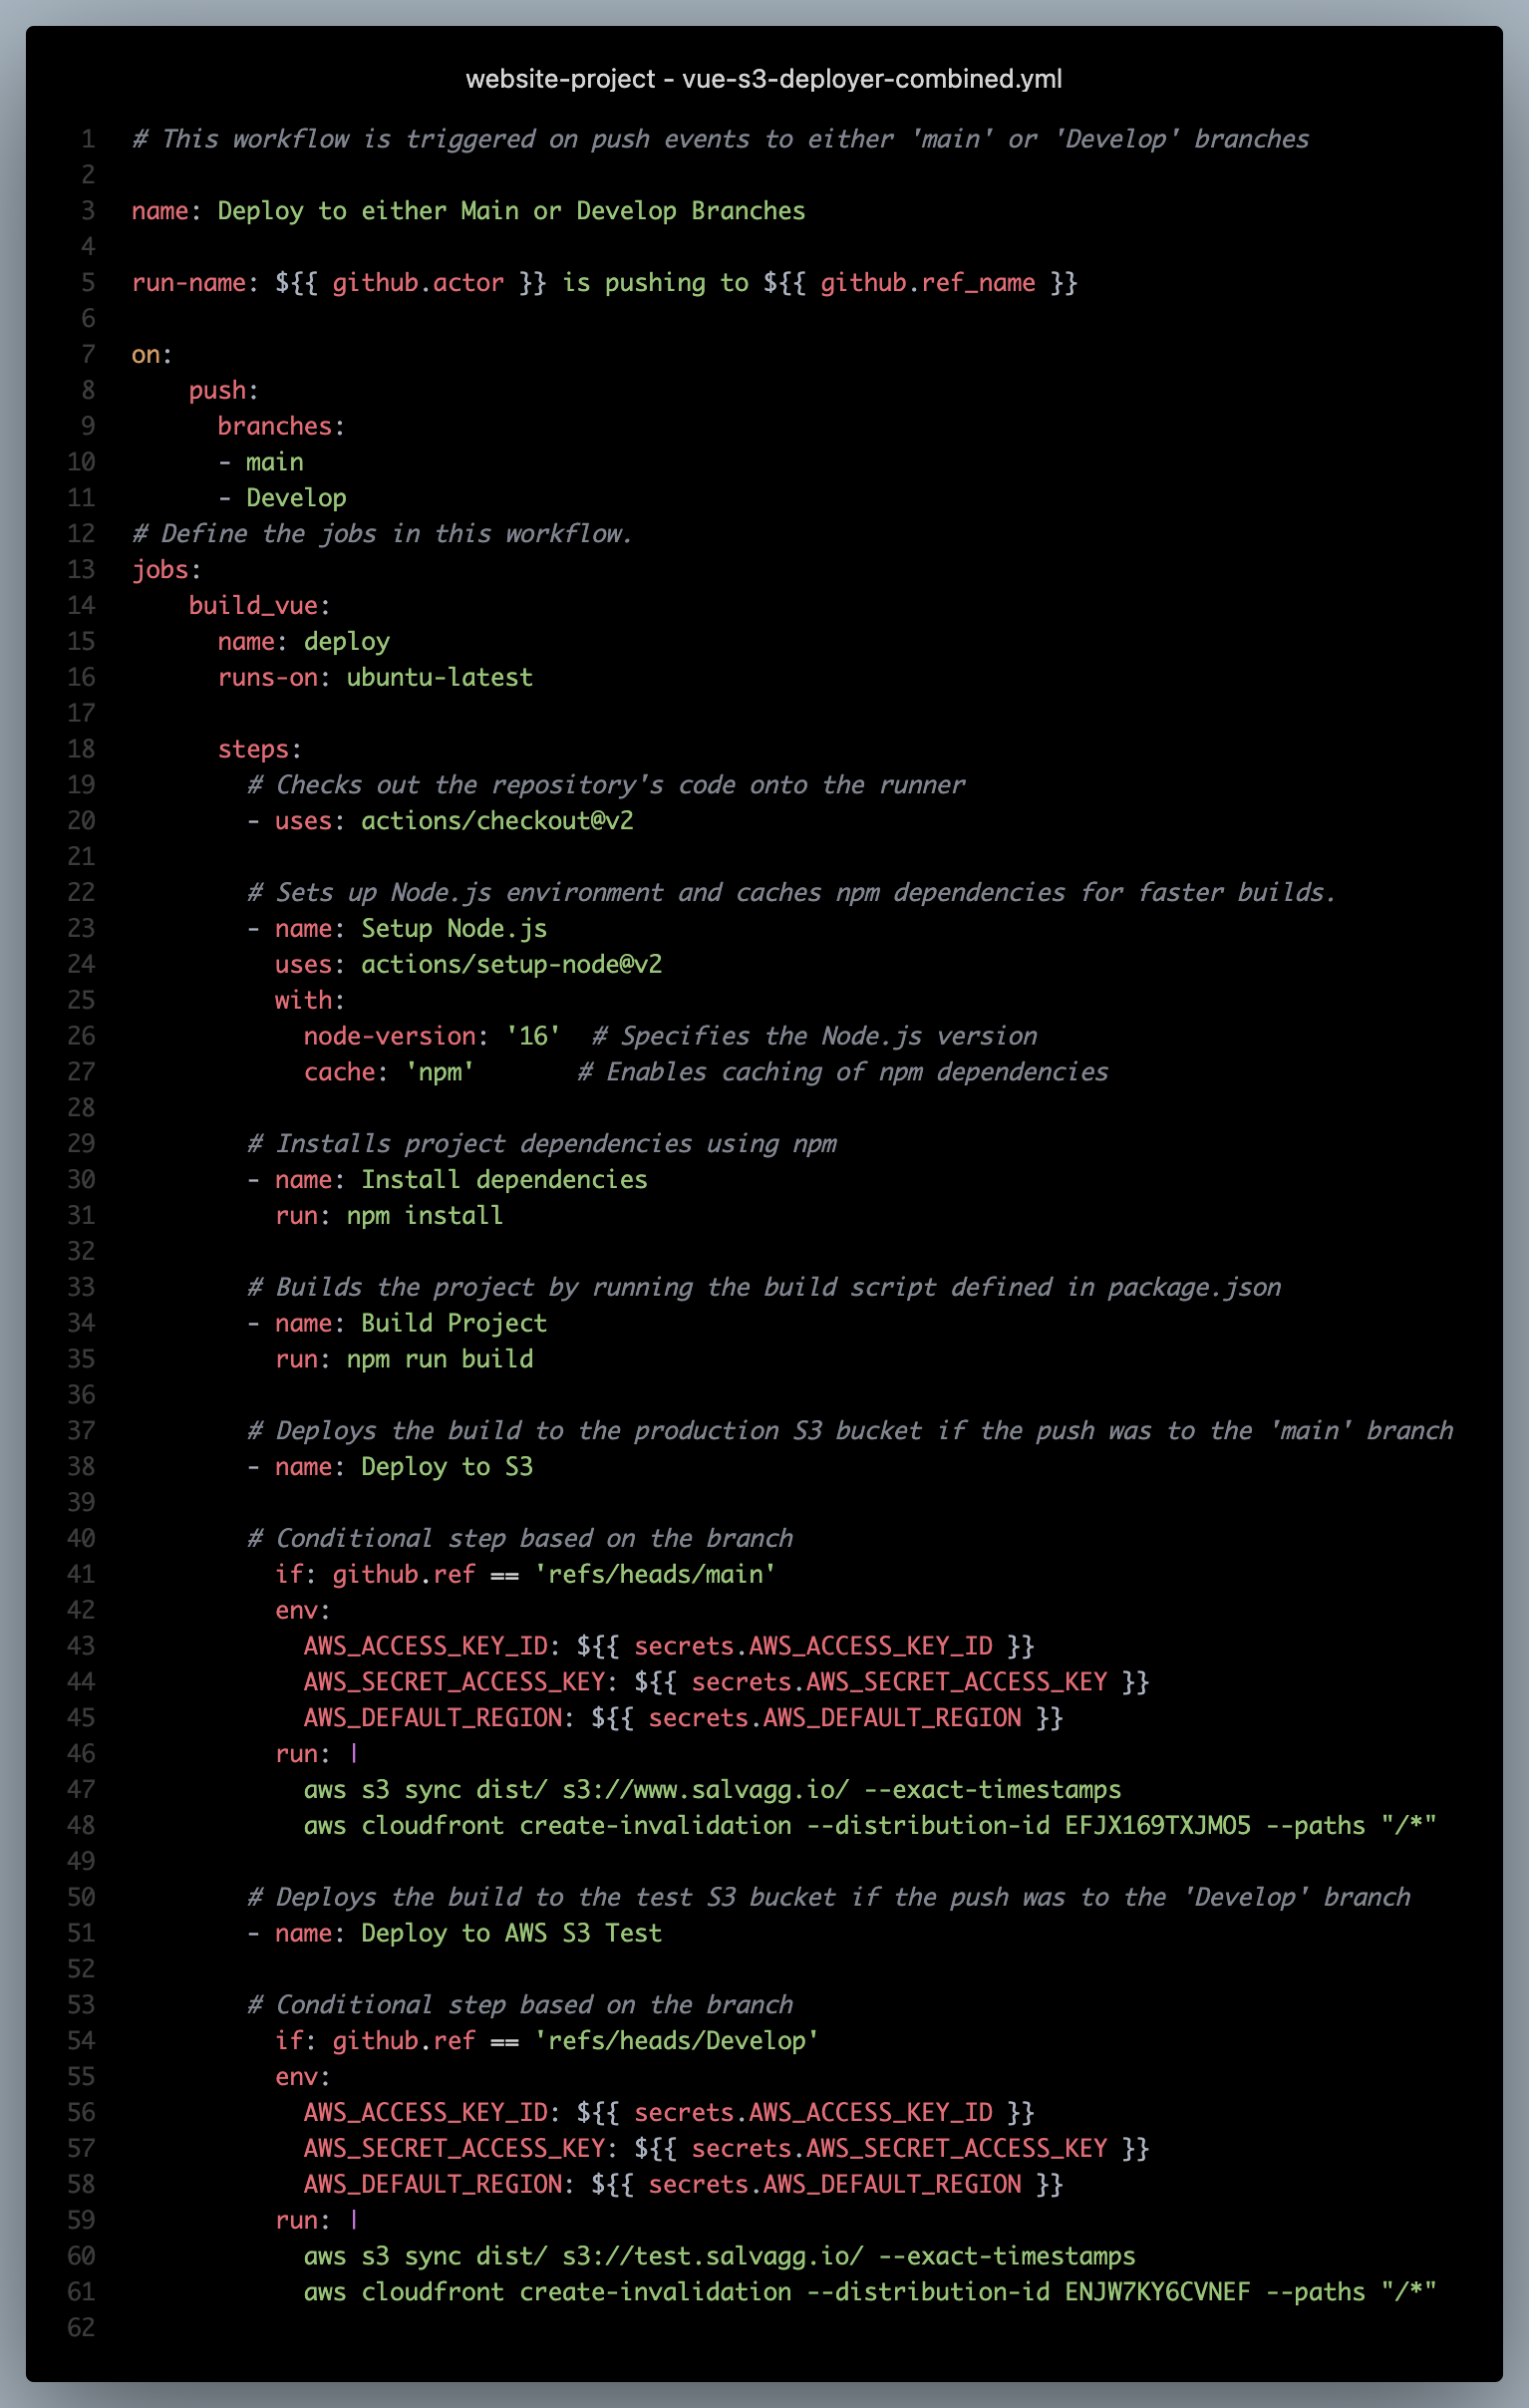 website-project - vue-s3-deployer-combined.yml
1 # This workflow is triggered on push events to either 'main' or 'Develop' branches
2
3 name: Deploy to either Main or Develop Branches
4
5 run-name: ${{ github.actor }} is pushing to ${{ github.ref_name }}
6
7 on:
8     push:
9       branches:
10       - main
11       - Develop
12 # Define the jobs in this workflow.
13 jobs:
14     build_vue:
15       name: deploy
16       runs-on: ubuntu-latest
17
18       steps:
19         # Checks out the repository's code onto the runner
20         - uses: actions/checkout@v2
21
22         # Sets up Node.js environment and caches npm dependencies for faster builds.
23         - name: Setup Node.js
24           uses: actions/setup-node@v2
25           with:
26             node-version: '16'  # Specifies the Node.js version
27             cache: 'npm'       # Enables caching of npm dependencies
28
29         # Installs project dependencies using npm
30         - name: Install dependencies
31           run: npm install
32
33         # Builds the project by running the build script defined in package.json
34         - name: Build Project
35           run: npm run build
36
37         # Deploys the build to the production S3 bucket if the push was to the 'main' branch
38         - name: Deploy to S3
39
40         # Conditional step based on the branch
41           if: github.ref == 'refs/heads/main'
42           env:
43             AWS_ACCESS_KEY_ID: ${{ secrets.AWS_ACCESS_KEY_ID }}
44             AWS_SECRET_ACCESS_KEY: ${{ secrets.AWS_SECRET_ACCESS_KEY }}
45             AWS_DEFAULT_REGION: ${{ secrets.AWS_DEFAULT_REGION }}
46           run: |
47             aws s3 sync dist/ s3://www.salvagg.io/ --exact-timestamps
48             aws cloudfront create-invalidation --distribution-id EFJX169TXJMO5 --paths "/*"
49
50         # Deploys the build to the test S3 bucket if the push was to the 'Develop' branch
51         - name: Deploy to AWS S3 Test
52
53         # Conditional step based on the branch
54           if: github.ref == 'refs/heads/Develop'
55           env:
56             AWS_ACCESS_KEY_ID: ${{ secrets.AWS_ACCESS_KEY_ID }}
57             AWS_SECRET_ACCESS_KEY: ${{ secrets.AWS_SECRET_ACCESS_KEY }}
58             AWS_DEFAULT_REGION: ${{ secrets.AWS_DEFAULT_REGION }}
59           run: |
60             aws s3 sync dist/ s3://test.salvagg.io/ --exact-timestamps
61             aws cloudfront create-invalidation --distribution-id ENJW7KY6CVNEF --paths "/*"
62